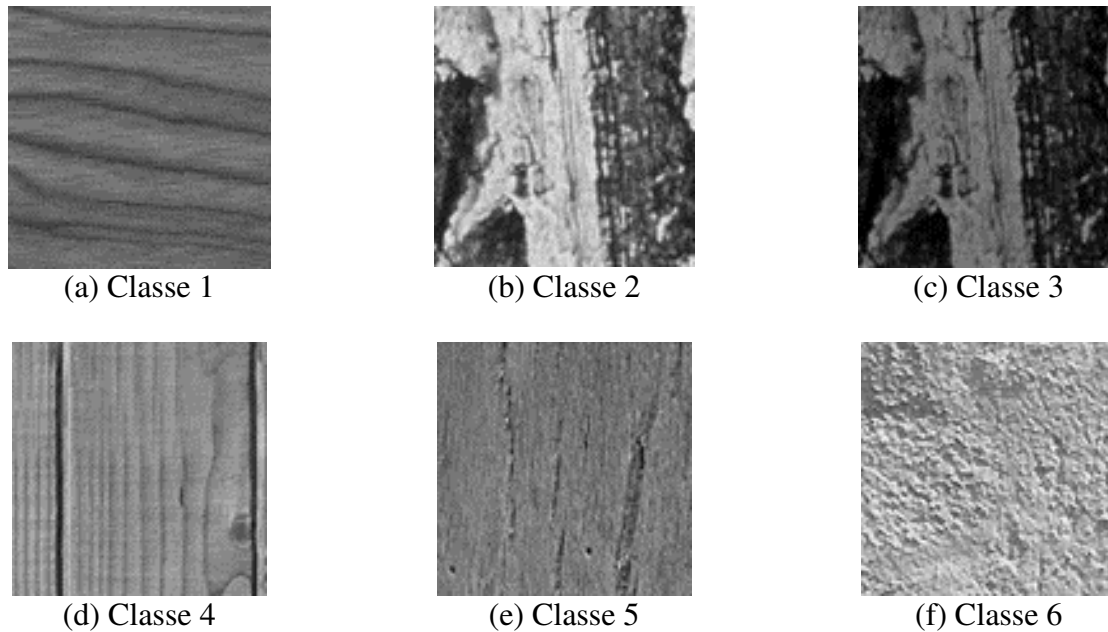 (a) Classe 1
(b) Classe 2
(c) Classe 3
(d) Classe 4
(e) Classe 5
(f) Classe 6